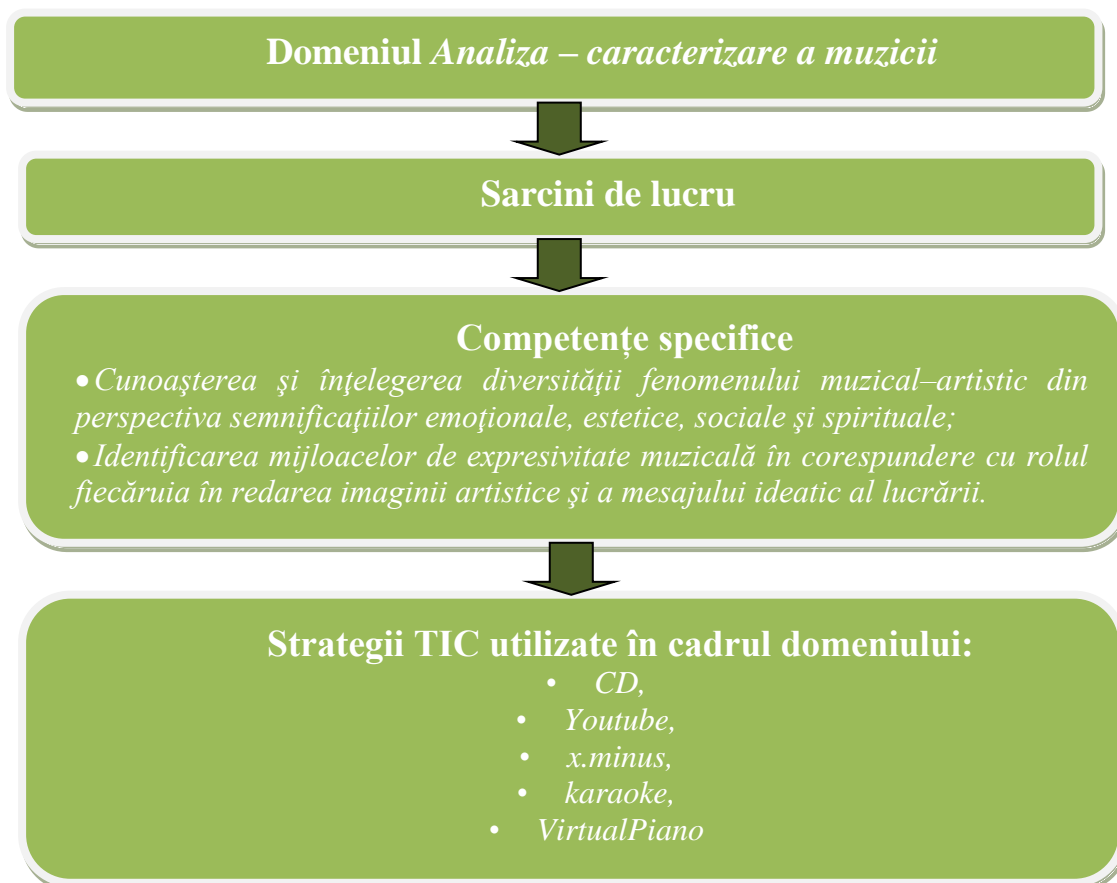 Domeniul Analiza – caracterizare a muzicii
Sarcini de lucru
Competențe specifice
• Cunoaşterea şi înţelegerea diversităţii fenomenului muzical–artistic din
perspectiva semnificaţiilor emoţionale, estetice, sociale şi spirituale;
• Identificarea mijloacelor de expresivitate muzicală în corespundere cu rolul
fiecăruia în redarea imaginii artistice şi a mesajului ideatic al lucrării.
Strategii TIC utilizate în cadrul domeniului:
• CD,
• Youtube,
• x.minus,
• karaoke,
• VirtualPiano